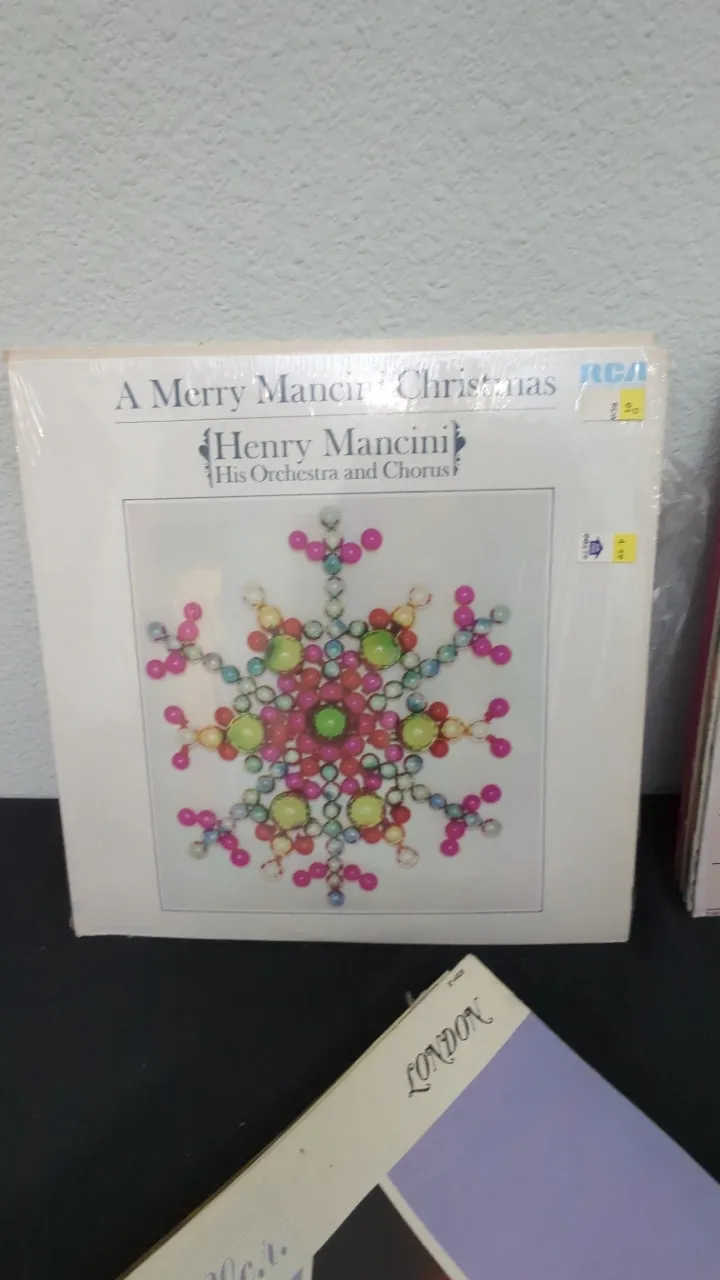 A Merry Mancini Christmas
RCA
Henry Mancini
His Orchestra and Chorus
LONDON